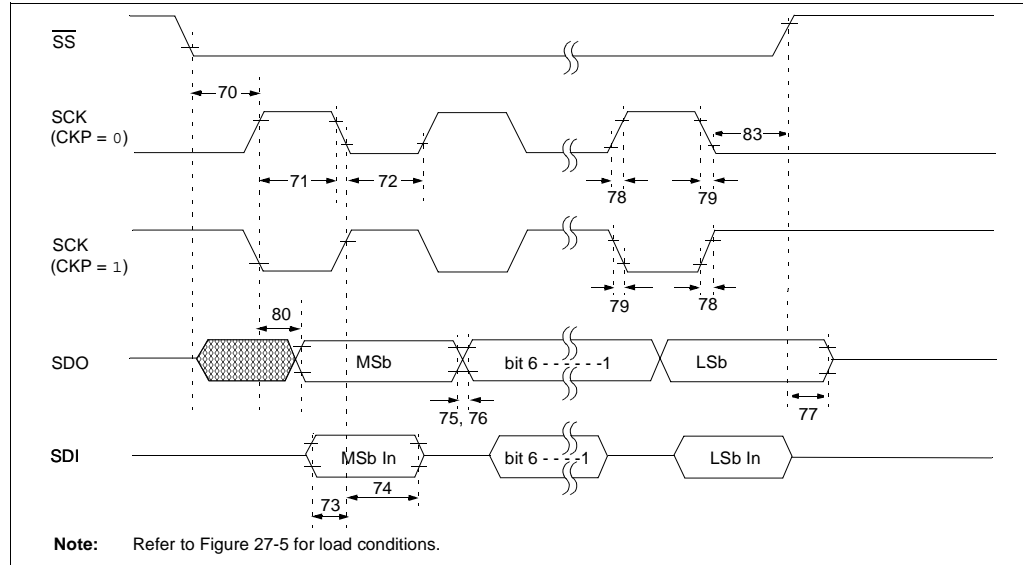 SS
70
SCK
(CKP = 0)
83
71
72
78
79
SCK
(CKP = 1)
79
78
80
SDO
MSb
bit 6 - - - - - -1
LSb
75, 76
77
SDI
MSb In
bit 6 - - - -1
LSb In
74
73
Note: Refer to Figure 27-5 for load conditions.